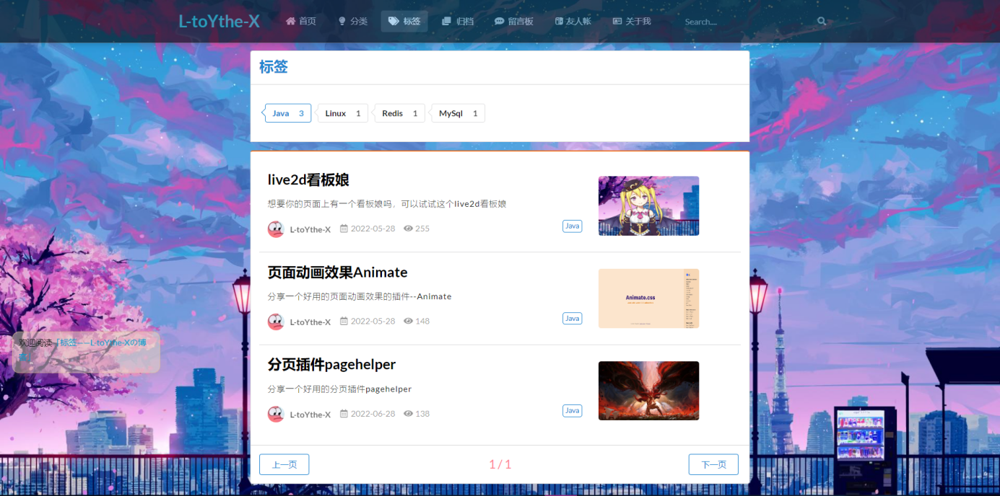 L-toYthe-X 首页 分类 标签 归档 留言板 友人帐 关于我 Search....
标签
Java 3 Linux 1 Redis 1 MySql 1
live2d看板娘
想要你的页面上有一个看板娘吗，可以试试这个live2d看板娘
L-toYthe-X 2022-05-28 255 Java
页面动画效果Animate
分享一个好用的页面动画效果的插件--Animate
L-toYthe-X 2022-05-28 148 Java
Animate.css
欢迎阅读「标签——L-toYthe-Xの博
分页插件pagehelper
分享一个好用的分页插件pagehelper
L-toYthe-X 2022-06-28 138 Java
上一页 1 / 1 下一页